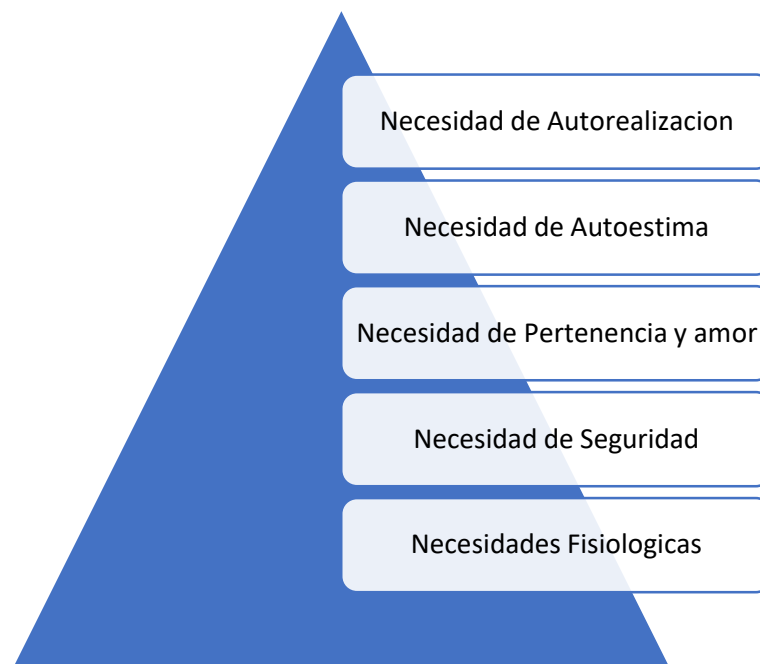 Necesidad de Autorealizacion
Necesidad de Autoestima
Necesidad de Pertenencia y amor
Necesidad de Seguridad
Necesidades Fisiologicas